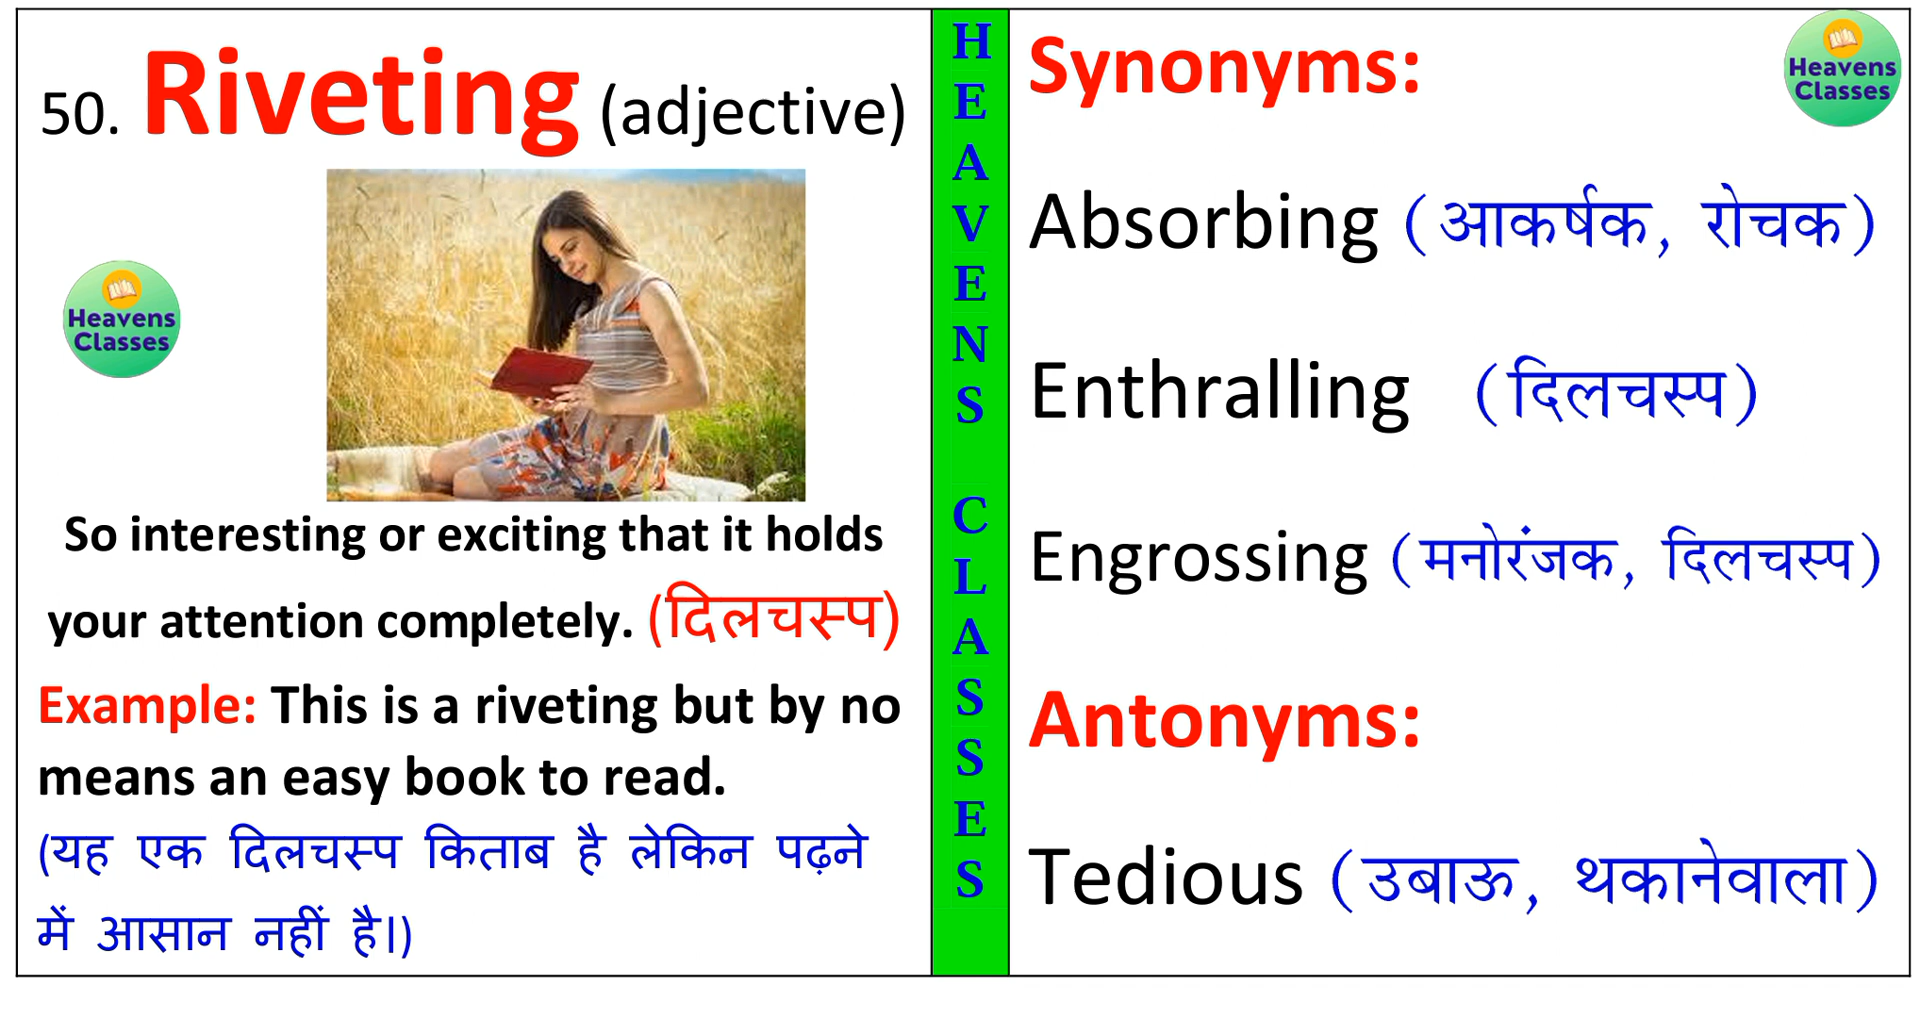 50. Riveting (adjective)
Heavens
Classes
So interesting or exciting that it holds
your attention completely. (दिलचस्प)
Example: This is a riveting but by no
means an easy book to read.
(यह एक दिलचस्प किताब है लेकिन पढ़ने
में आसान नहीं है।)
HEAVENS CLASSES
Synonyms:
Heavens
Classes
Absorbing (आकर्षक, रोचक)
Enthralling (दिलचस्प)
Engrossing (मनोरंजक, दिलचस्प)
Antonyms:
Tedious (उबाऊ, थकानेवाला)